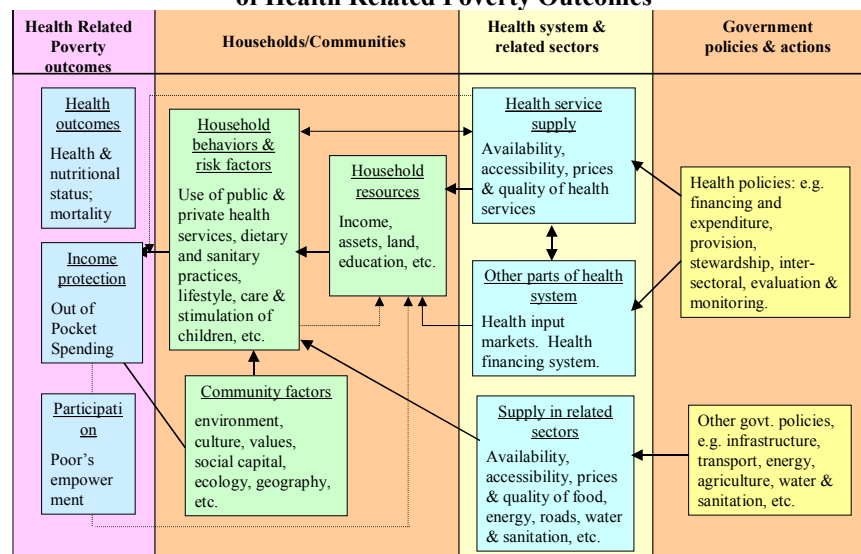 of Health Related Poverty Outcomes
Health Related
Poverty
outcomes
Households/Communities
Health system &
related sectors
Government
policies & actions
Health
outcomes
Health &
nutritional
status;
mortality
Income
protection
Out of
Pocket
Spending
Participati
on
Poor's
empower
ment
Household
behaviors &
risk factors
Use of public &
private health
services, dietary
and sanitary
practices,
lifestyle, care &
stimulation of
children, etc.
Household
resources
Income,
assets, land,
education, etc.
Community factors
environment,
culture, values,
social capital,
ecology, geography,
etc.
Health service
supply
Availability,
accessibility, prices
& quality of health
services
Other parts of health
system
Health input
markets. Health
financing system.
Supply in related
sectors
Availability,
accessibility, prices
& quality of food,
energy, roads, water
& sanitation, etc.
Health policies: e.g.
financing and
expenditure,
provision,
stewardship, inter-
sectoral, evaluation &
monitoring.
Other govt. policies,
e.g. infrastructure,
transport, energy,
agriculture, water &
sanitation, etc.